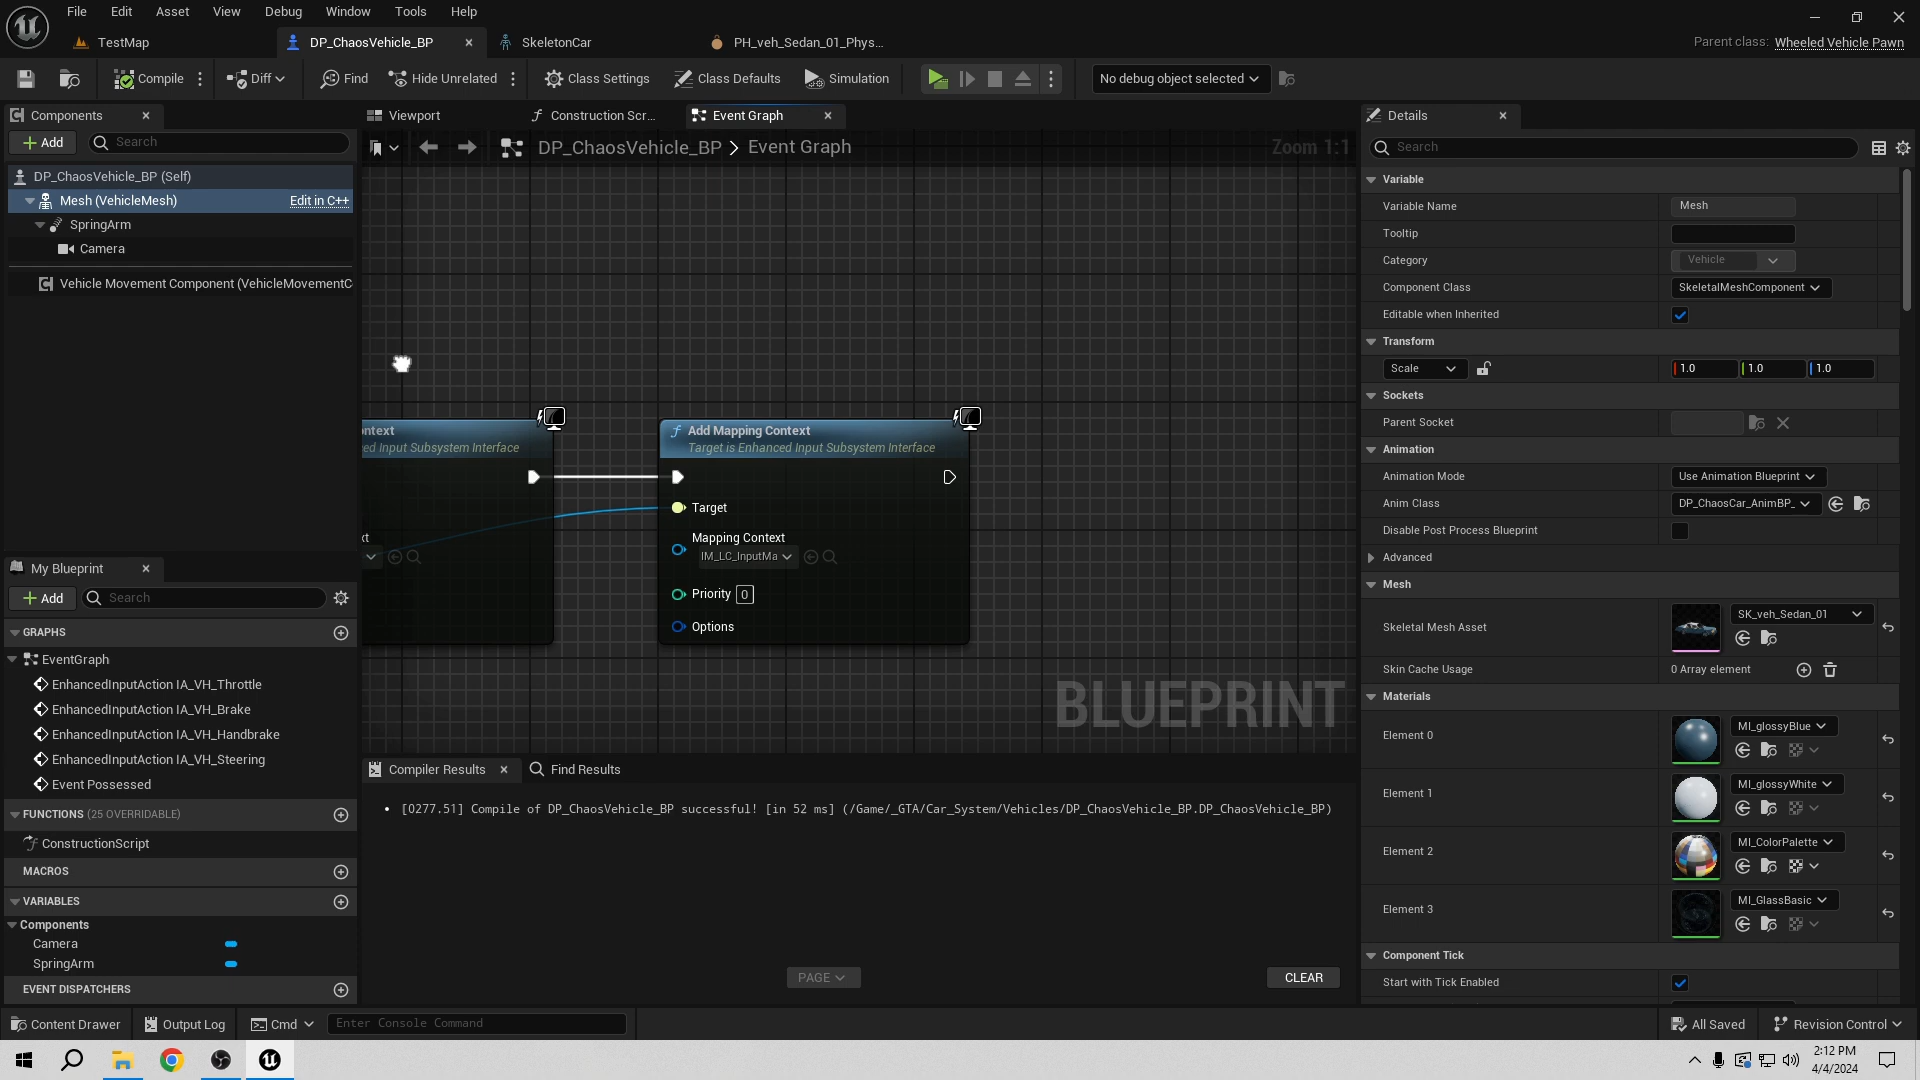 File Edit Asset View Debug Window Tools Help
TestMap DP_ChaosVehicle_BP SkeletonCar PH_veh_Sedan_01_Phys...
Parent class: Wheeled Vehicle Pawn
Compile Diff Find Hide Unrelated Class Settings Class Defaults Simulation No debug object selected
Components
Add Search
DP_ChaosVehicle_BP (Self)
Mesh (VehicleMesh) Edit in C++
SpringArm
Camera
Vehicle Movement Component (VehicleMovementC
My Blueprint
Add Search
GRAPHS
EventGraph
EnhancedInputAction IA_VH_Throttle
EnhancedInputAction IA_VH_Brake
EnhancedInputAction IA_VH_Handbrake
EnhancedInputAction IA_VH_Steering
Event Possessed
FUNCTIONS (25 OVERRIDABLE)
ConstructionScript
MACROS
VARIABLES
Components
Camera
SpringArm
EVENT DISPATCHERS
Viewport Construction Scr... Event Graph
DP_ChaosVehicle_BP > Event Graph Zoom 1:1
ontext
ed Input Subsystem Interface
xt
Add Mapping Context
Target is Enhanced Input Subsystem Interface
Target
Mapping Context
IM_LC_InputMa
Priority 0
Options
BLUEPRINT
Compiler Results Find Results
[0277.51] Compile of DP_ChaosVehicle_BP successful! [in 52 ms] (/Game/_GTA/Car_System/Vehicles/DP_ChaosVehicle_BP.DP_ChaosVehicle_BP)
PAGE CLEAR
Details
Search
Variable
Variable Name Mesh
Tooltip
Category Vehicle
Component Class SkeletalMeshComponent
Editable when Inherited
Transform
Scale 1.0 1.0 1.0
Sockets
Parent Socket
Animation
Animation Mode Use Animation Blueprint
Anim Class DP_ChaosCar_AnimBP_
Disable Post Process Blueprint
Advanced
Mesh
Skeletal Mesh Asset SK_veh_Sedan_01
Skin Cache Usage 0 Array element
Materials
Element 0 MI_glossyBlue
Element 1 MI_glossyWhite
Element 2 MI_ColorPalette
Element 3 MI_GlassBasic
Component Tick
Start with Tick Enabled
Content Drawer Output Log Cmd Enter Console Command All Saved Revision Control
2:12 PM
4/4/2024